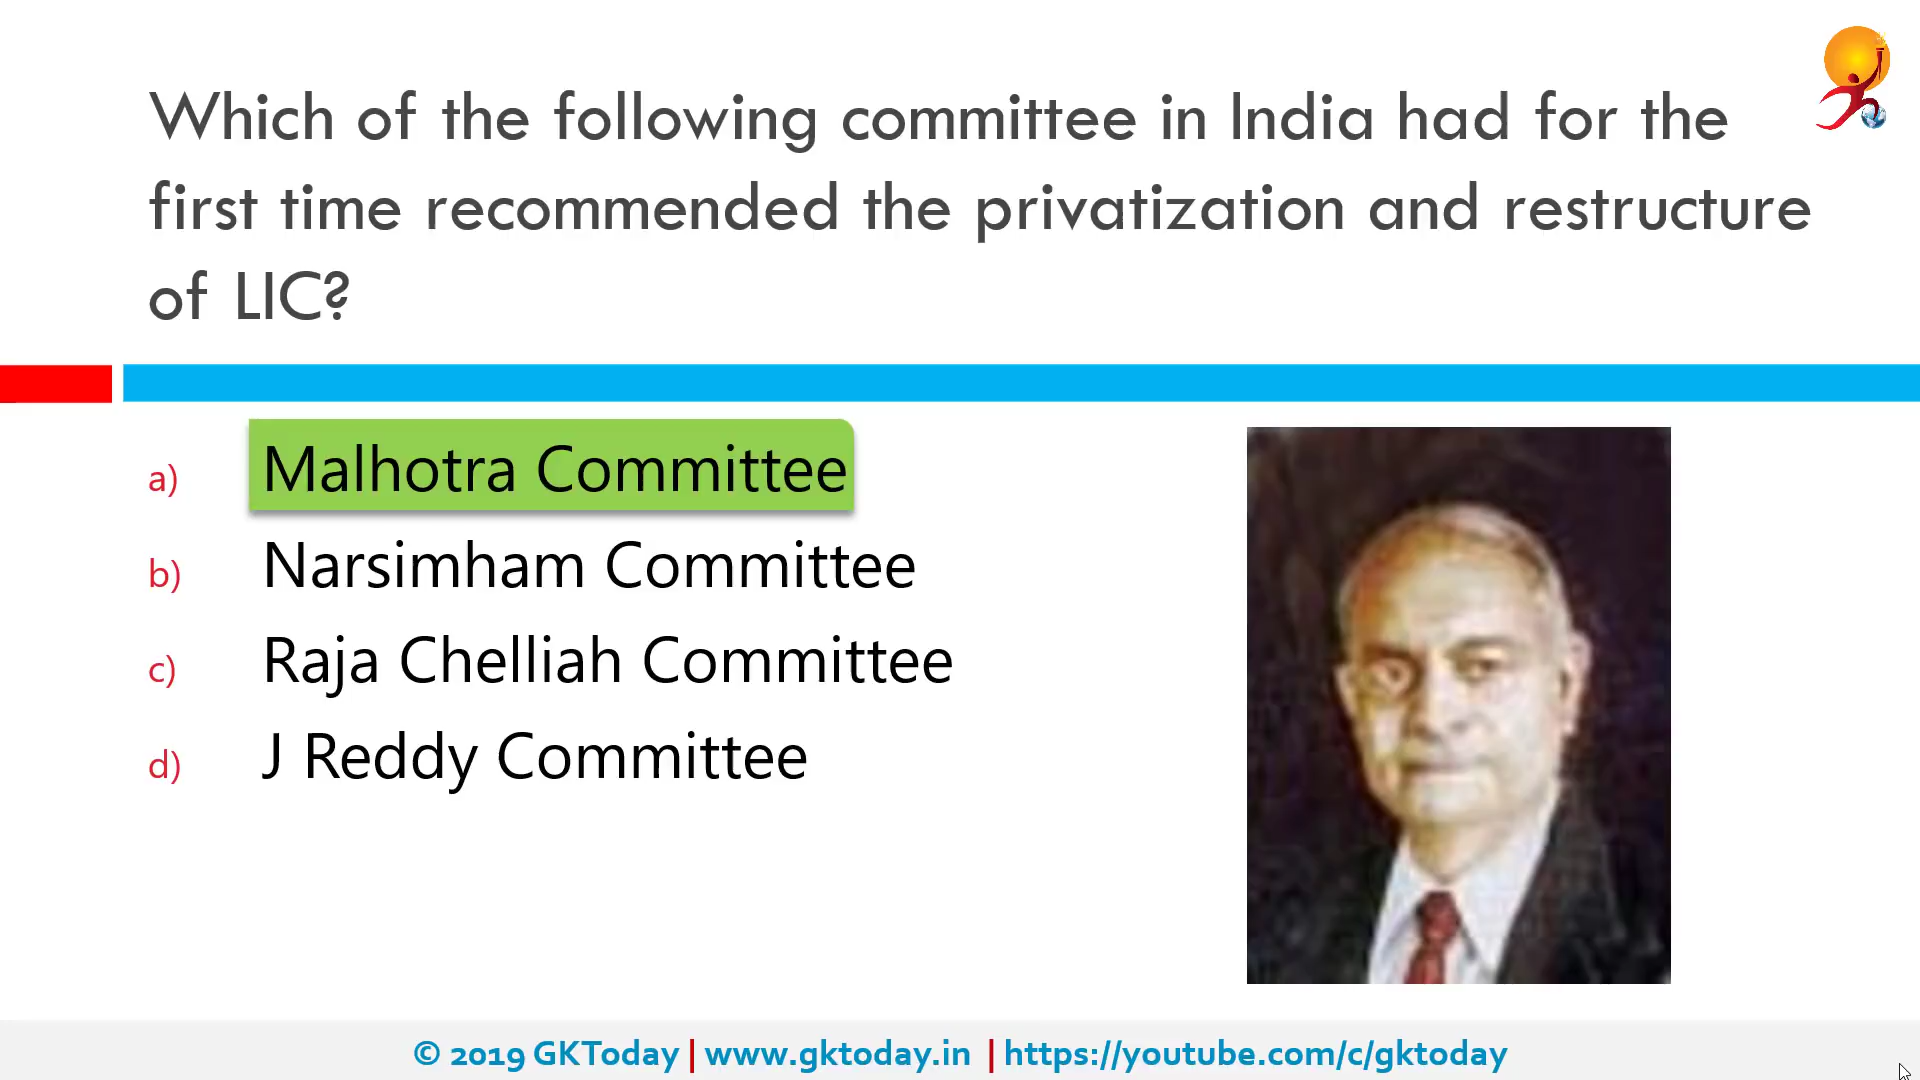 Which of the following committee in India had for the
first time recommended the privatization and restructure
of LIC?
a) Malhotra Committee
b) Narsimham Committee
c) Raja Chelliah Committee
d) J Reddy Committee
© 2019 GKToday | www.gktoday.in | https://youtube.com/c/gktoday